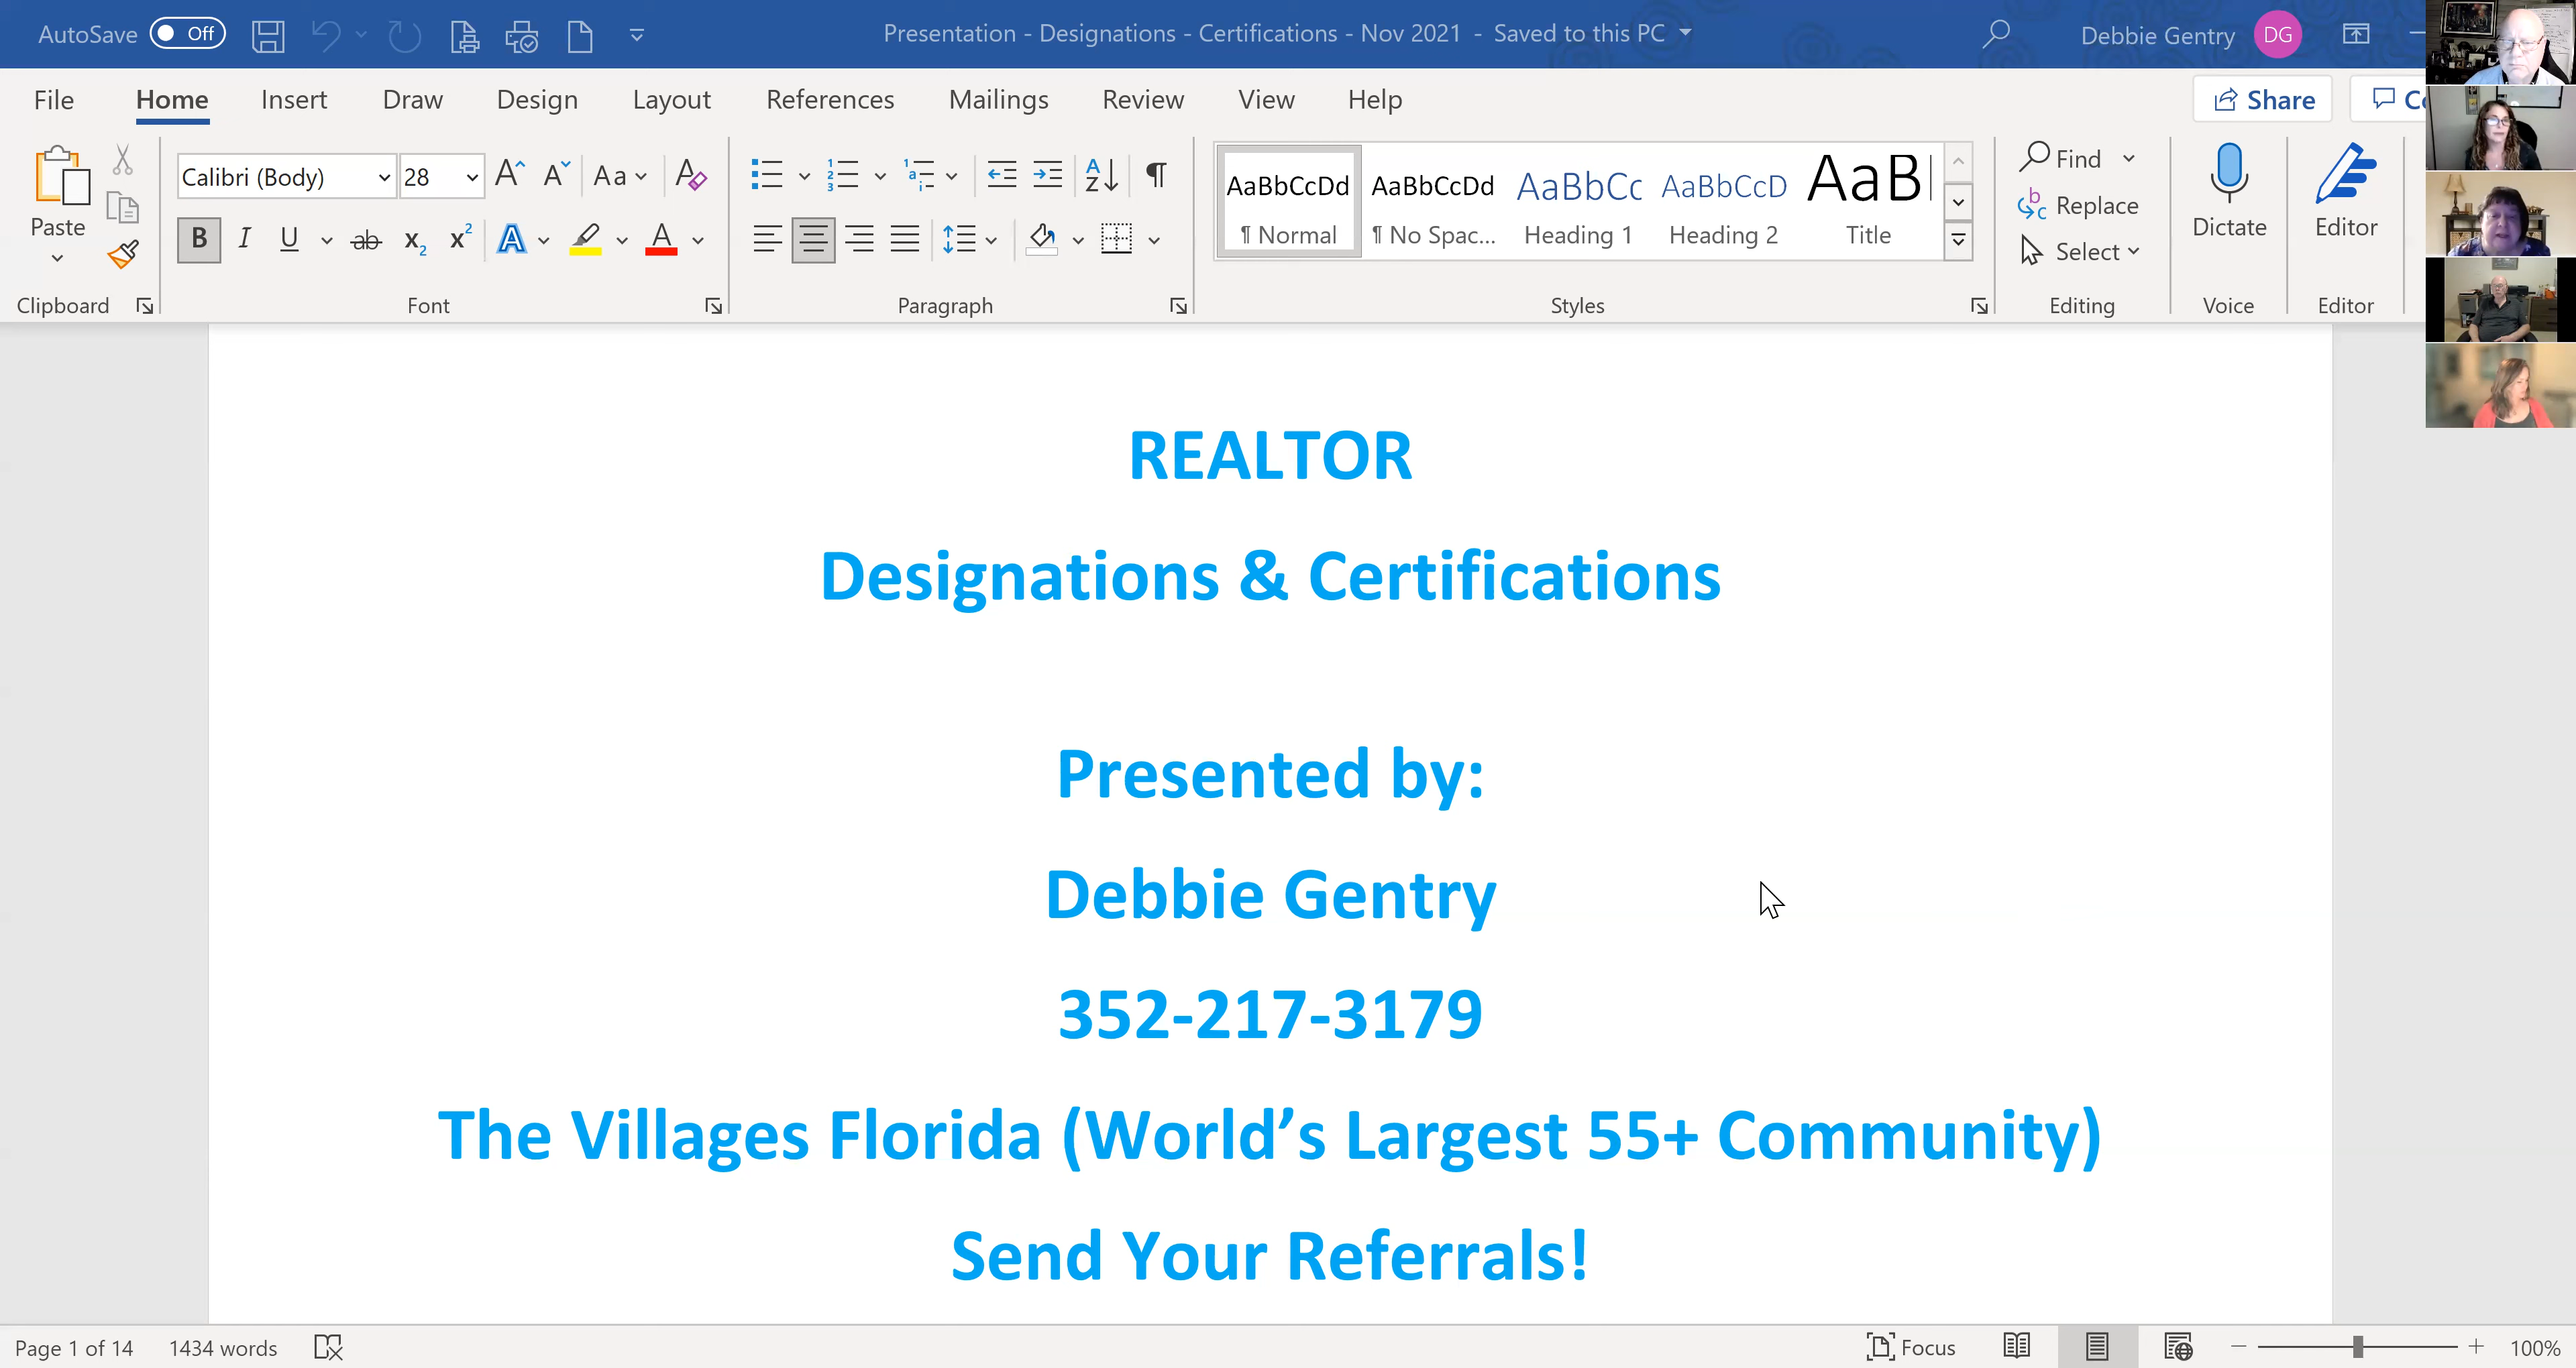 AutoSave Off Presentation - Designations - Certifications - Nov 2021 - Saved to this PC Debbie Gentry DG
File Home Insert Draw Design Layout References Mailings Review View Help Share
Calibri (Body) 28 Aa AaBbCcDd AaBbCcDd AaBbCc AaBbCcD AaB Find
Paste ¶ Normal ¶ No Spac... Heading 1 Heading 2 Title Replace Dictate Editor
B I U ab x₂ x² A A Select
Clipboard Font Paragraph Styles Editing Voice Editor
REALTOR
Designations & Certifications
Presented by:
Debbie Gentry
352-217-3179
The Villages Florida (World’s Largest 55+ Community)
Send Your Referrals!
Page 1 of 14 1434 words Focus 100%